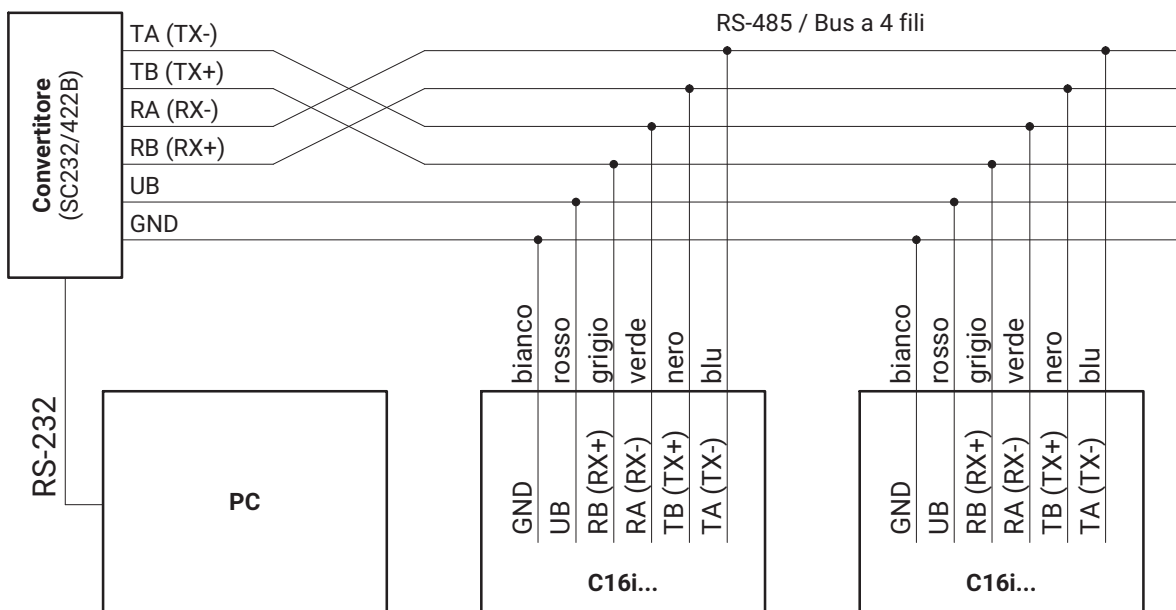 RS-485 / Bus a 4 fili
Convertitore
(SC232/422B)
TA (TX-)
TB (TX+)
RA (RX-)
RB (RX+)
UB
GND
RS-232
PC
bianco
rosso
grigio
verde
nero
blu
GND
UB
RB (RX+)
RA (RX-)
TB (TX+)
TA (TX-)
C16i...
bianco
rosso
grigio
verde
nero
blu
GND
UB
RB (RX+)
RA (RX-)
TB (TX+)
TA (TX-)
C16i...